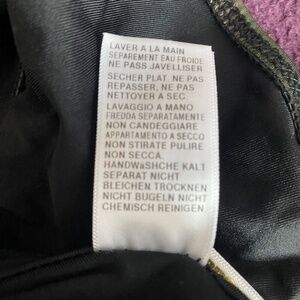 LAVER A LA MAIN
SEPAREMENT EAU FROIDE
NE PASS JAVELLISER
SECHER PLAT. NE PAS
REPASSER, NE PAS
NETTOYER A SEC.
LAVAGGIO A MANO
FREDDA SEPARATAMENTE
NON CANDEGGIARE
APPARTAMENTO A SECCO
NON STIRATE PULIRE
NON SECCA.
HANDWäSHCHE KALT
SEPARAT NICHT
BLEICHEN TROCKNEN
NICHT BUGELN NICHT
CHEMISCH REINIGEN